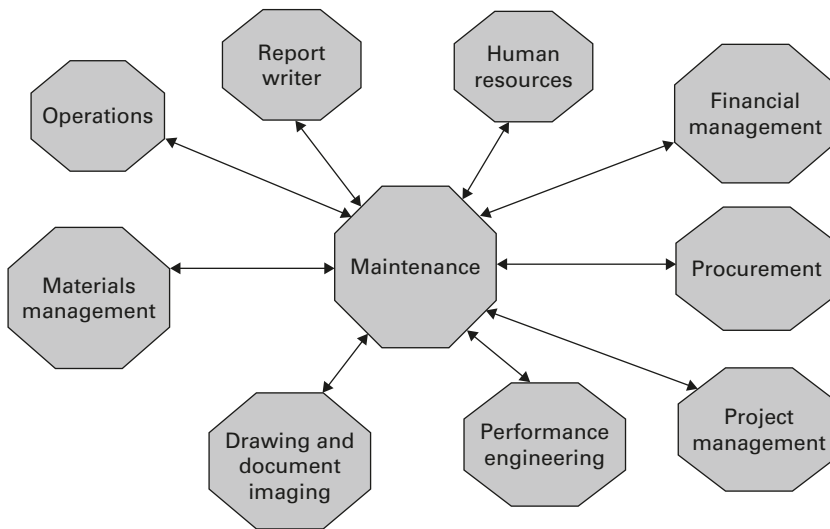 Report
writer
Human
resources
Operations
Financial
management
Maintenance
Procurement
Materials
management
Drawing and
document
imaging
Performance
engineering
Project
management